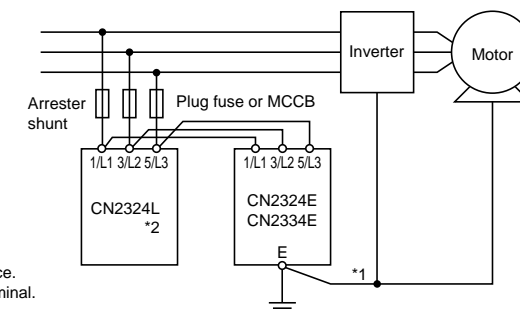 Inverter
Motor
Arrester
shunt
Plug fuse or MCCB
1/L1 3/L2 5/L3
1/L1 3/L2 5/L3
CN2324L
*2
CN2324E
CN2334E
E
*1
ce.
minal.